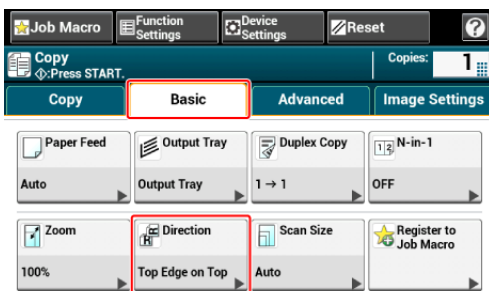 Job Macro
Function
Settings
Device
Settings
Reset
?
Copy
:Press START.
Copies:
1
Copy
Basic
Advanced
Image Settings
Paper Feed
Auto
Output Tray
Output Tray
Duplex Copy
1 → 1
1 2
N-in-1
OFF
Zoom
100%
R
Direction
Top Edge on Top
Scan Size
Auto
Register to
Job Macro